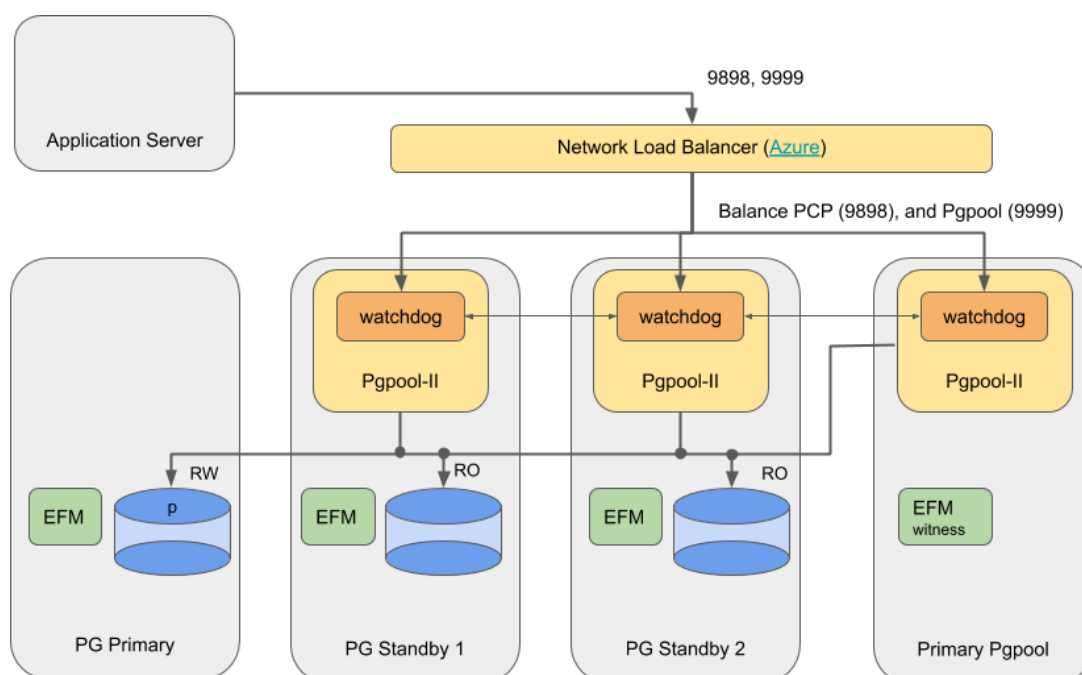 9898, 9999
Application Server
Network Load Balancer (Azure)
Balance PCP (9898), and Pgpool (9999)
watchdog
watchdog
watchdog
Pgpool-II
Pgpool-II
Pgpool-II
RW
RO
RO
p
EFM
EFM
EFM
EFM
witness
PG Primary
PG Standby 1
PG Standby 2
Primary Pgpool